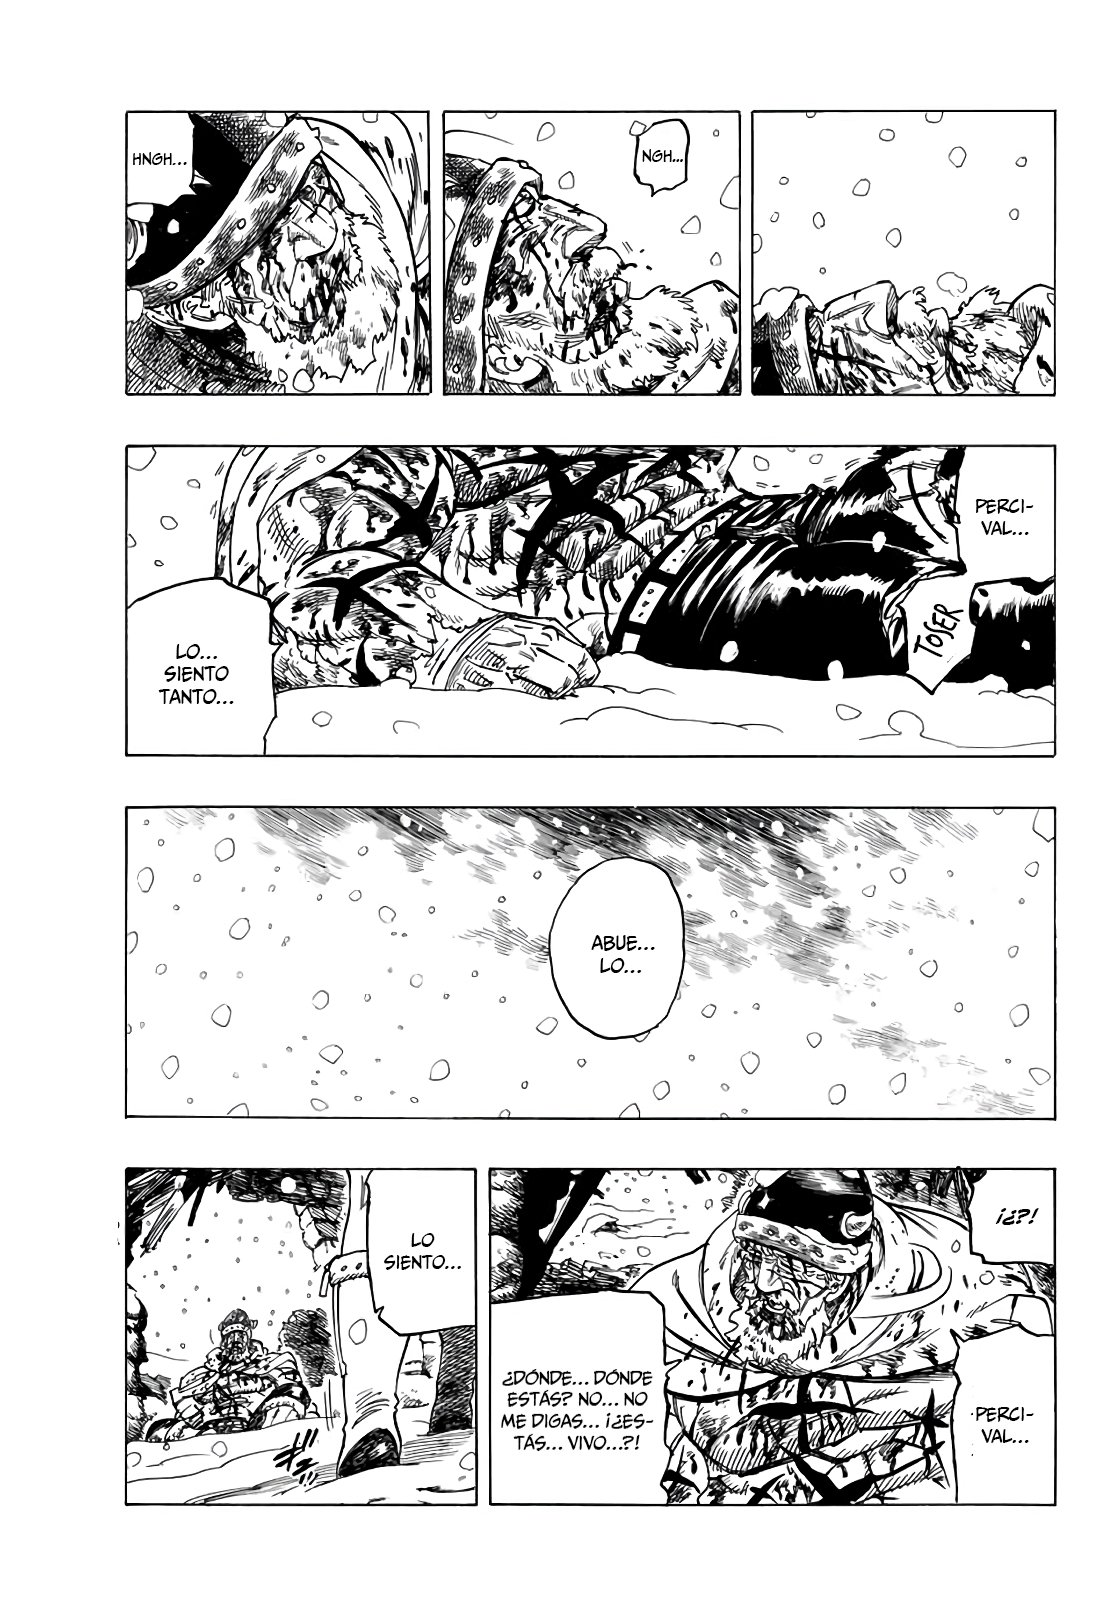 NGH...
HNGH...
PERCI-
VAL...
TOSER
LO...
SIENTO
TANTO...
ABUE...
LO...
¡¿?!
PERCI-
VAL...
¿DÓNDE... DÓNDE
ESTÁS? NO... NO
ME DIGAS... ¡¿ES-
TÁS... VIVO...?!
LO
SIENTO...